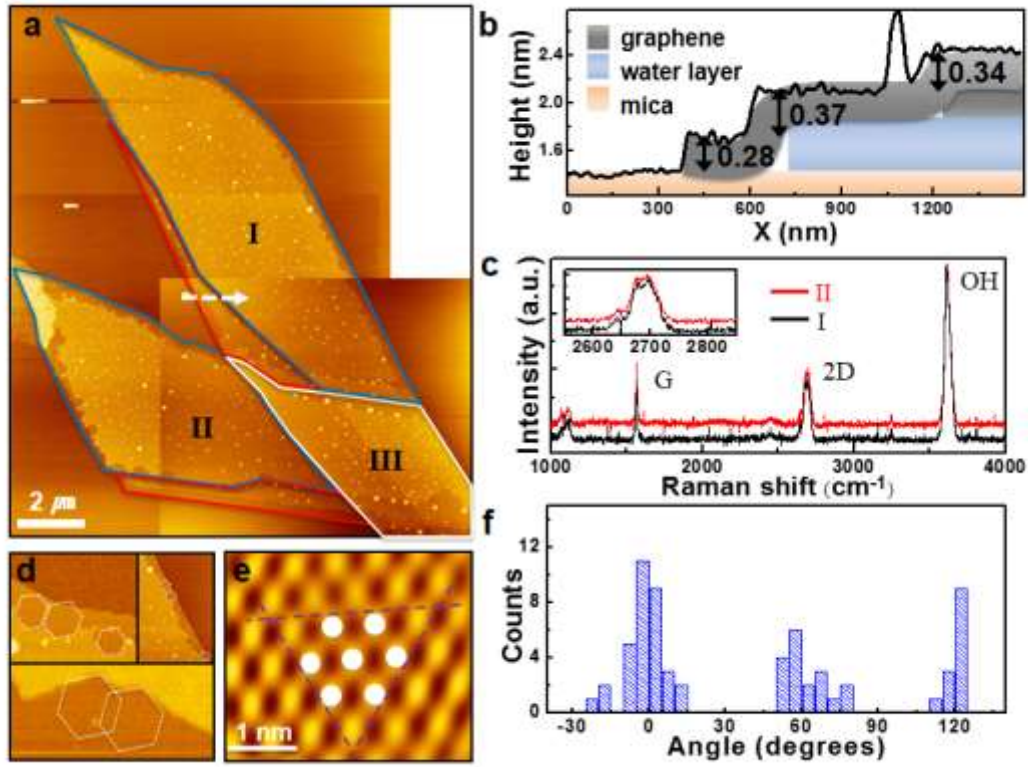 a
I
II
III
2 μm
b
graphene
water layer
mica
0.28
0.37
0.34
Height (nm)
2.4
2.0
1.6
0 300 600 900 1200
X (nm)
c
II
I
G
2D
OH
2600 2700 2800
Intensity (a.u.)
1000 2000 3000 4000
Raman shift (cm-1)
d
e
1 nm
f
Counts
12
8
4
0
-30 0 30 60 90 120
Angle (degrees)